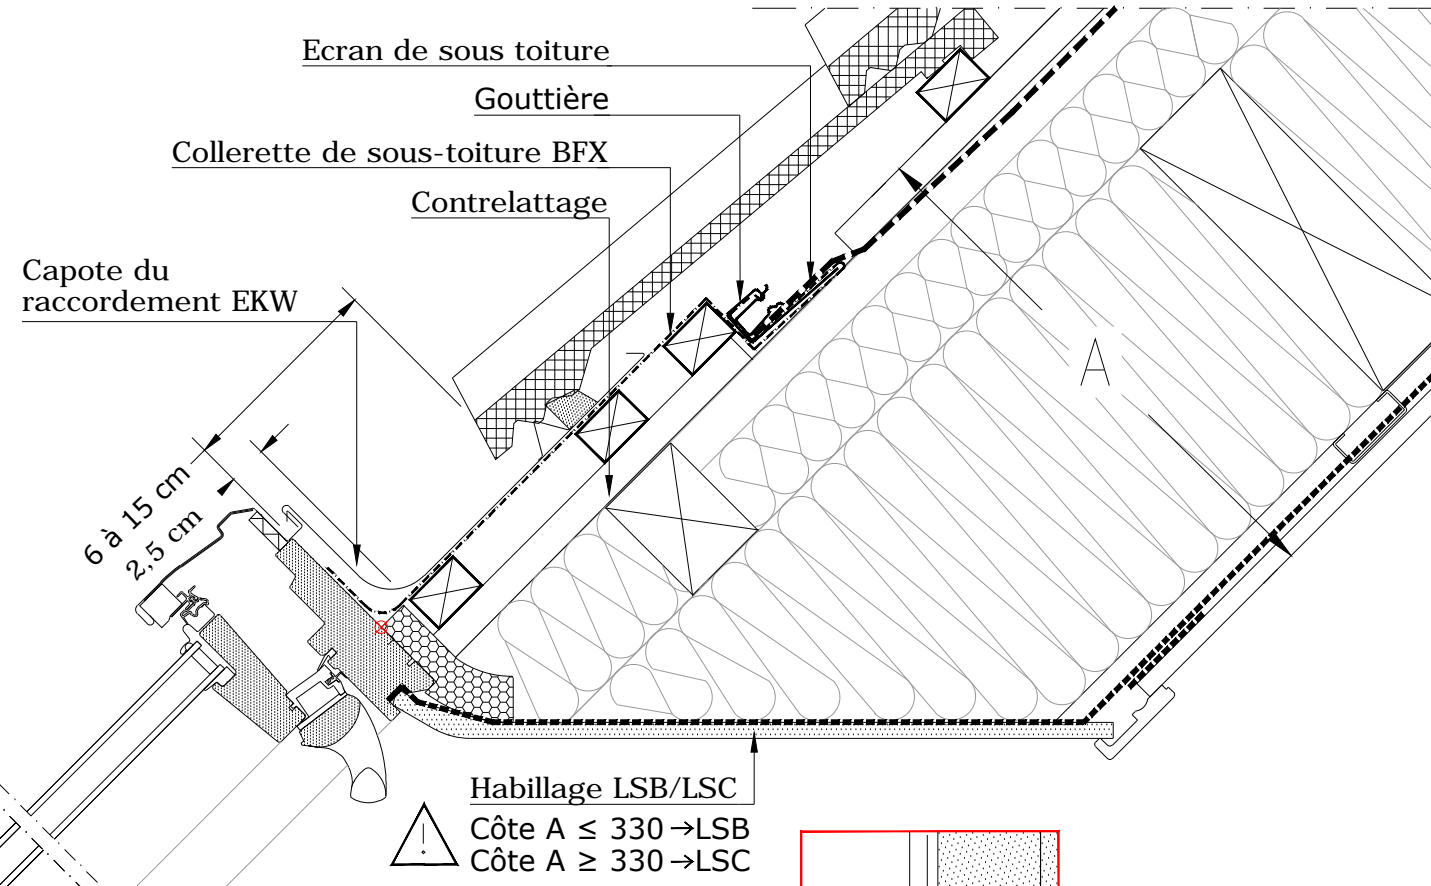 Ecran de sous toiture
Gouttière
Collerette de sous-toiture BFX
Contrelattage
Capote du
raccordement EKW
6 à 15 cm
2,5 cm
A
Habillage LSB/LSC
!
Côte A ≤ 330→LSB
Côte A ≥ 330→LSC